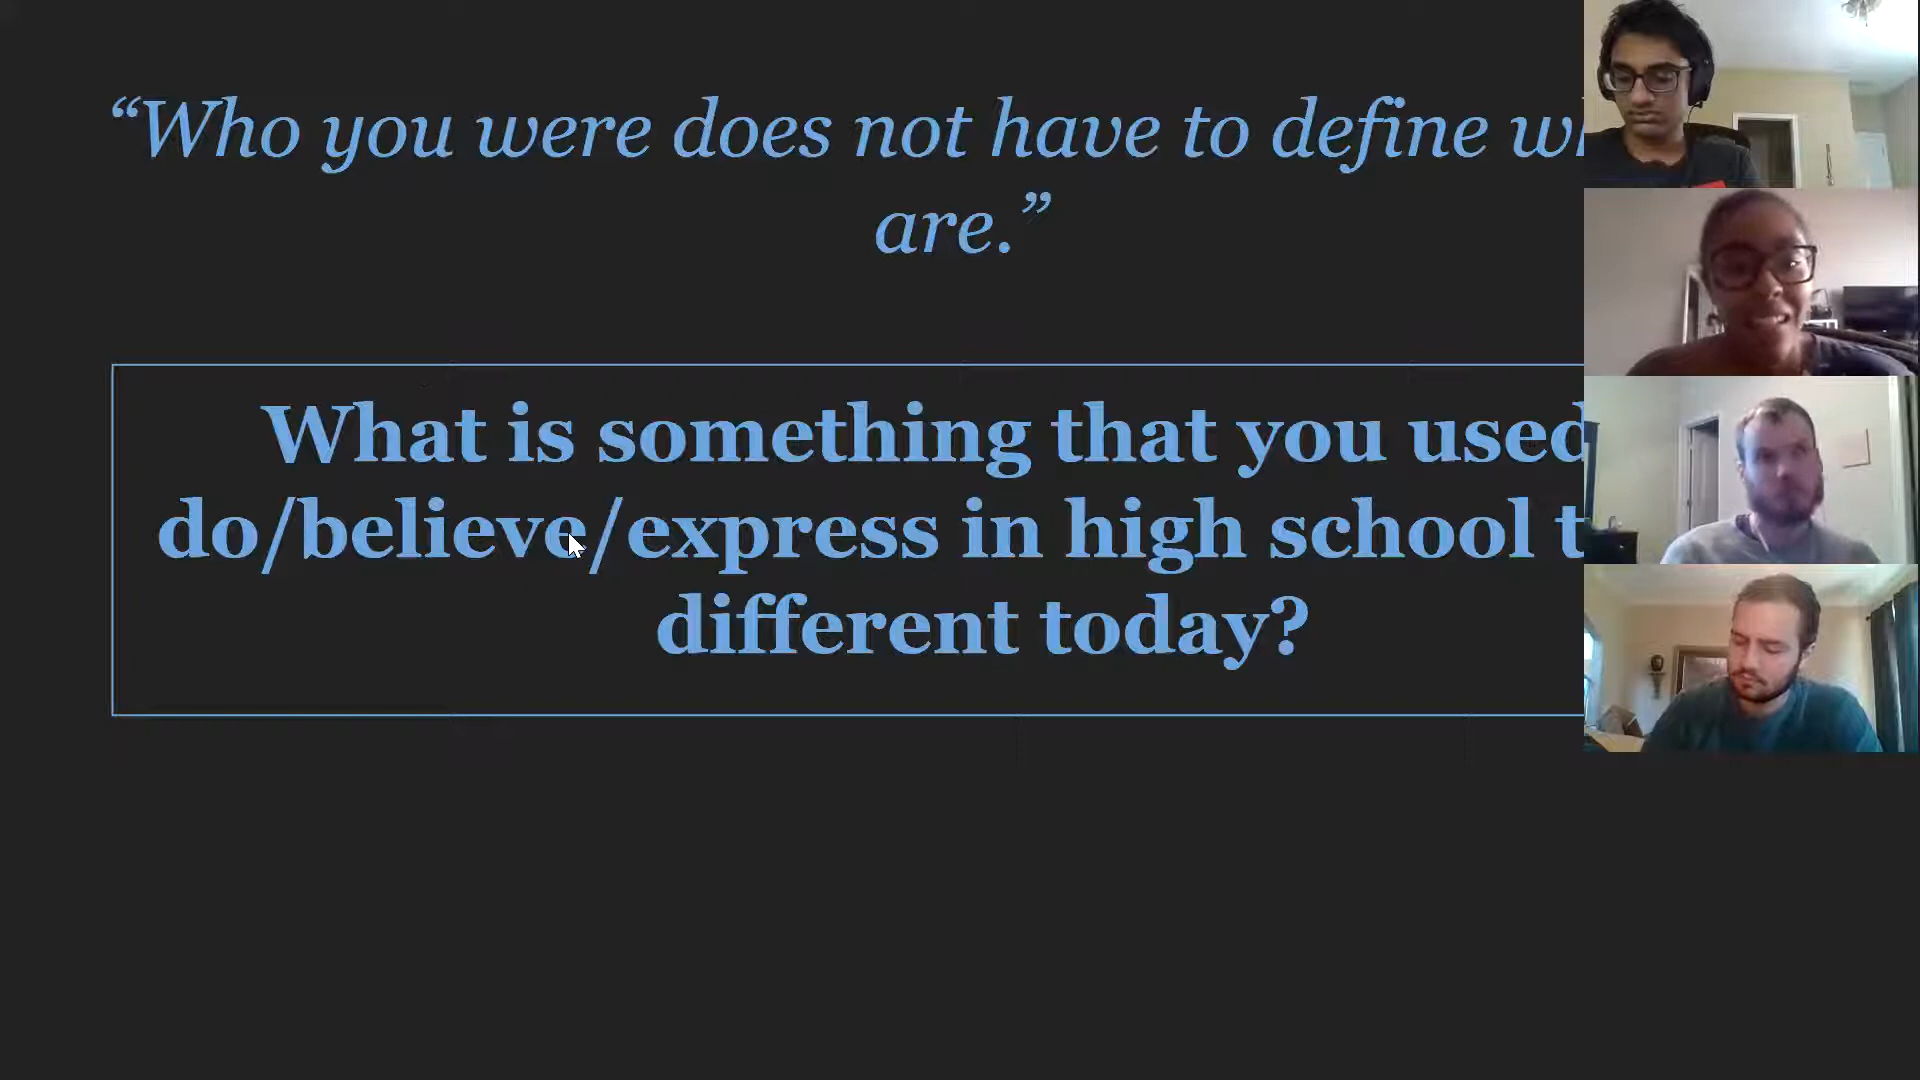 “Who you were does not have to define
are.”
What is something that you used
do/believe/express in high school
different today?